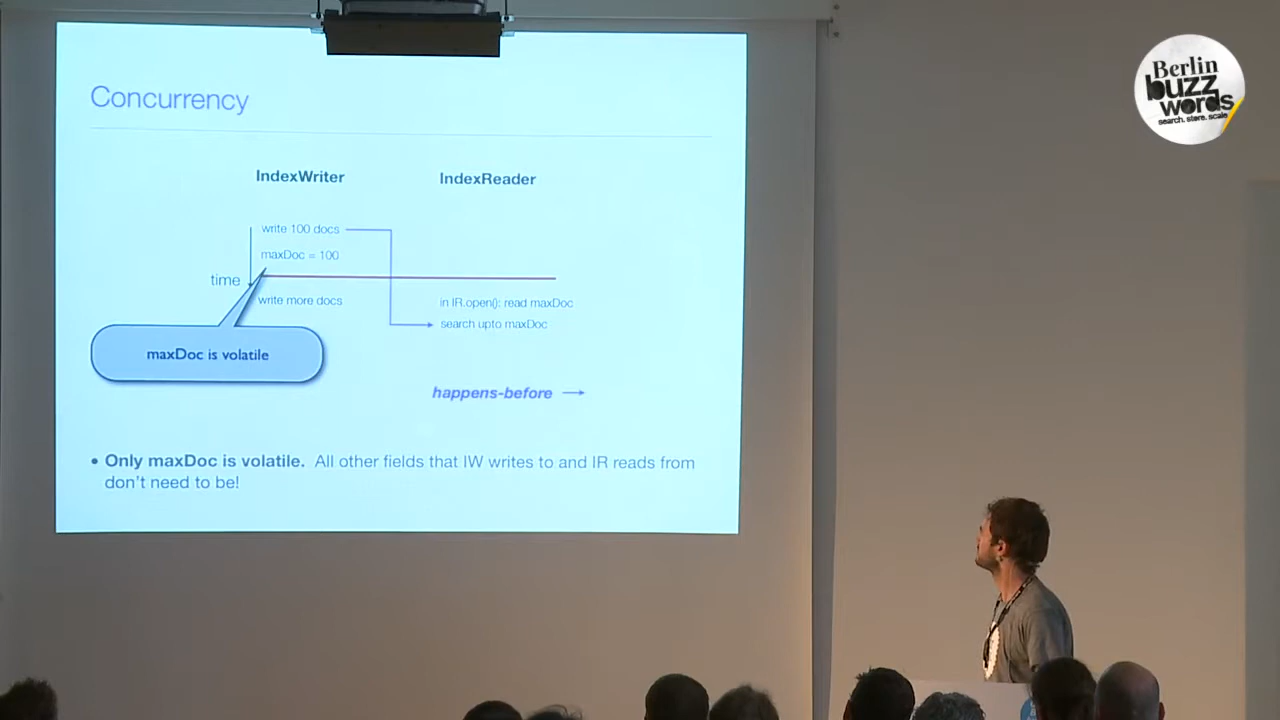 Concurrency
IndexWriter
IndexReader
write 100 docs
maxDoc = 100
time
write more docs
in IR.open(): read maxDoc
search upto maxDoc
maxDoc is volatile
happens-before
• Only maxDoc is volatile. All other fields that IW writes to and IR reads from
don't need to be!
Berlin
buzz
words
search. store. scale